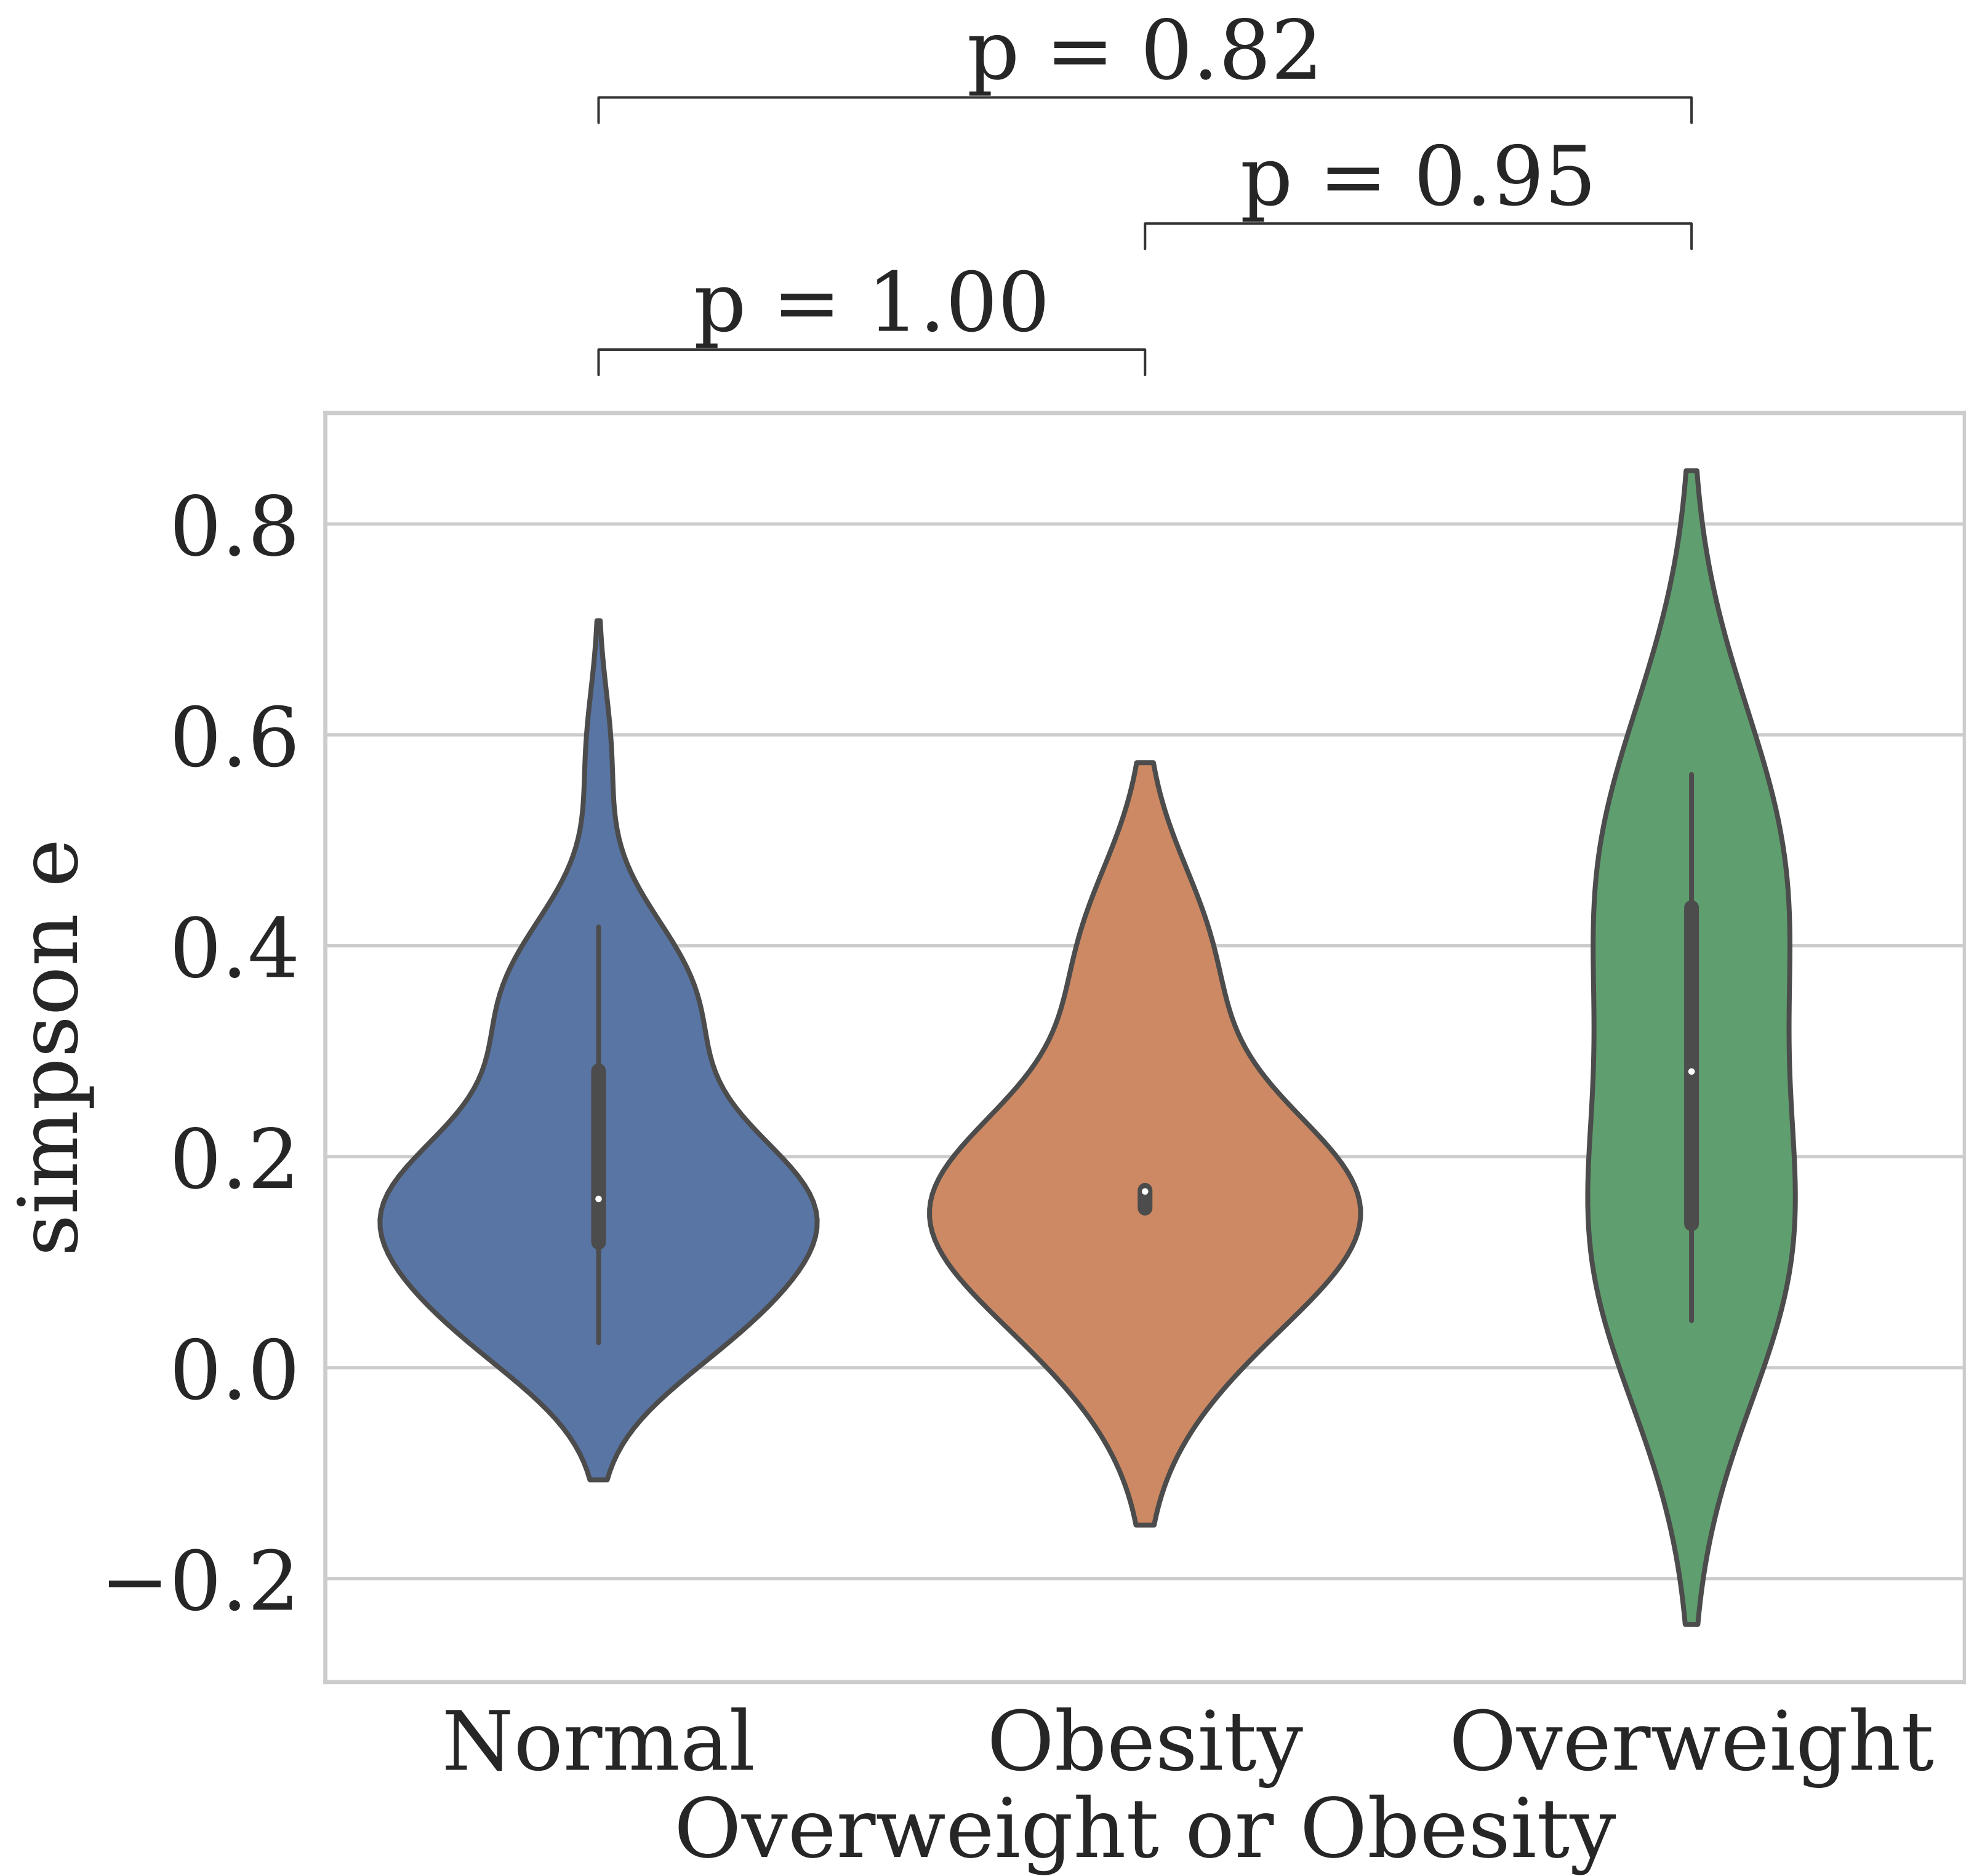 p = 0.82
p = 0.95
p = 1.00
0.8
0.6
0.4
0.2
0.0
−0.2
simpson e
Normal
Obesity
Overweight
Overweight or Obesity